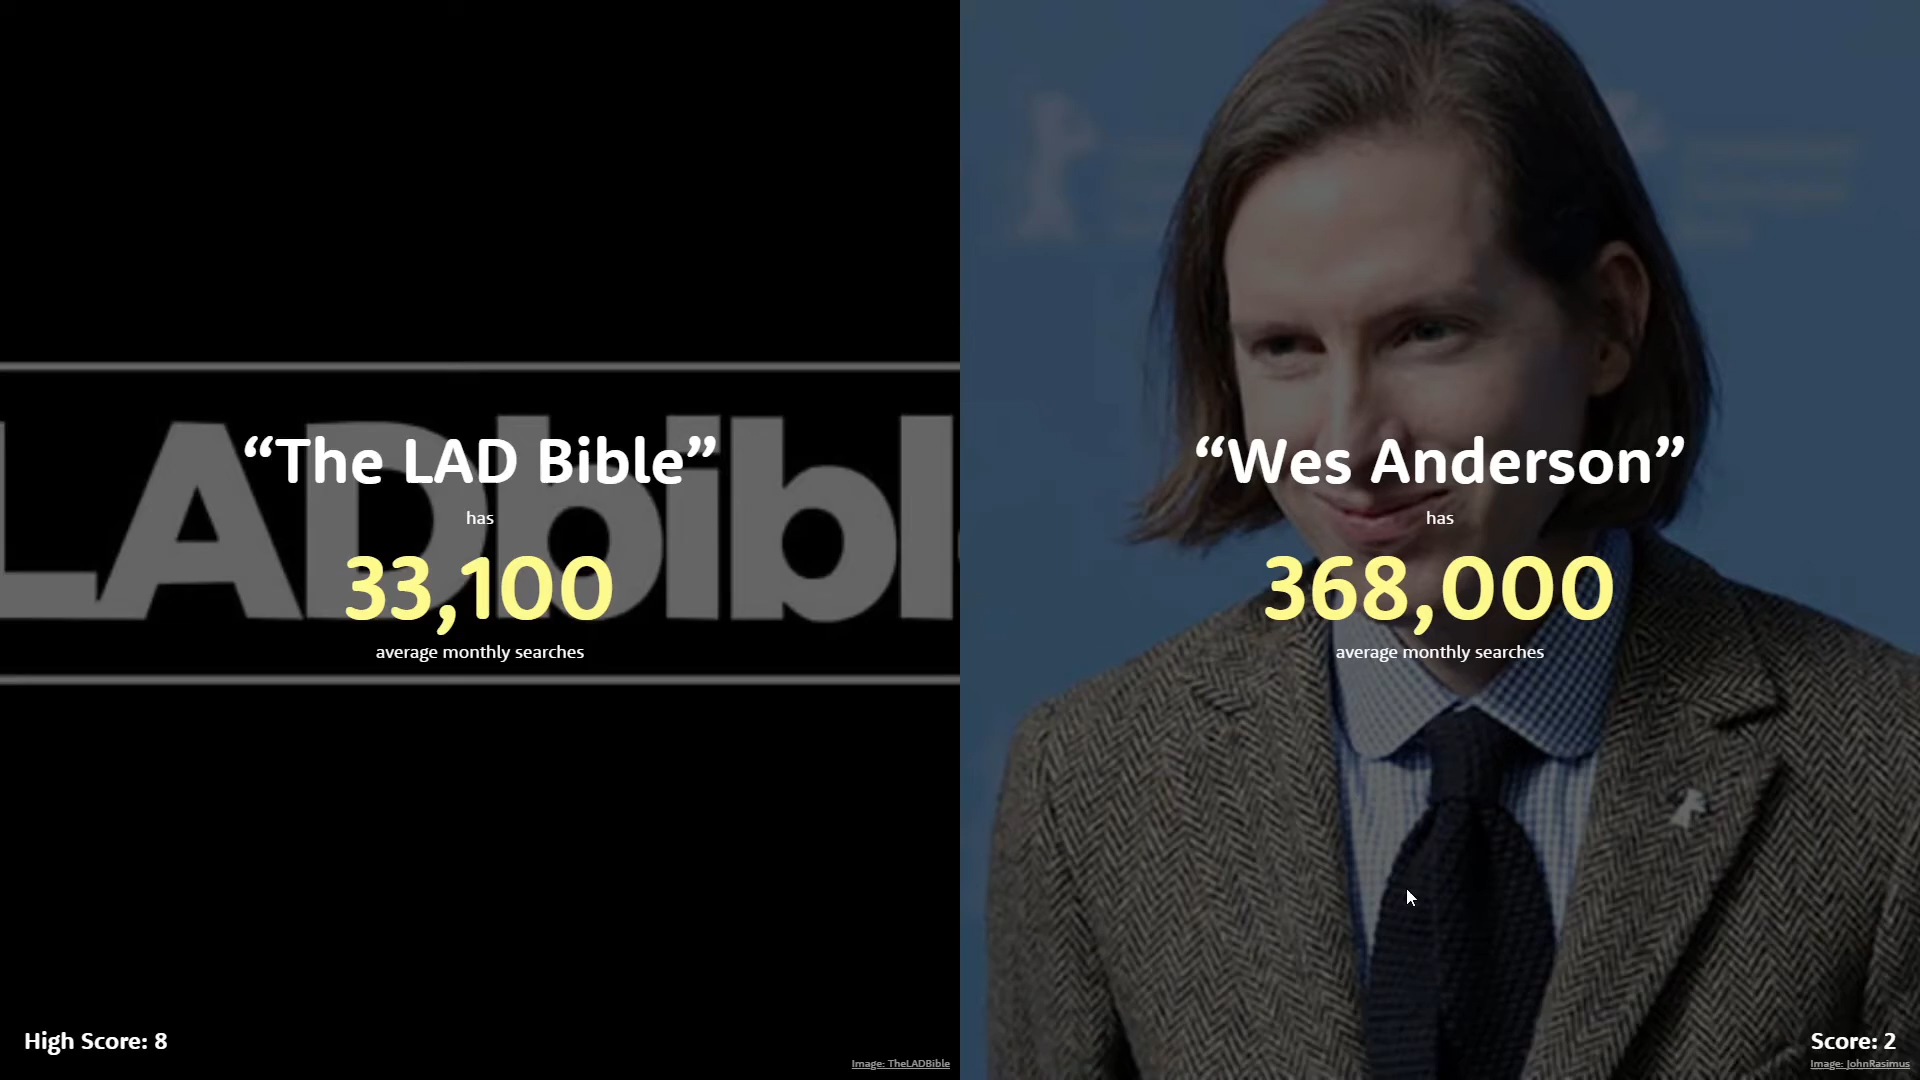 LADbibl
“The LAD Bible”
has
33,100
average monthly searches
High Score: 8
Image: TheLADBible
“Wes Anderson”
has
368,000
average monthly searches
Score: 2
Image: JohnRasimus